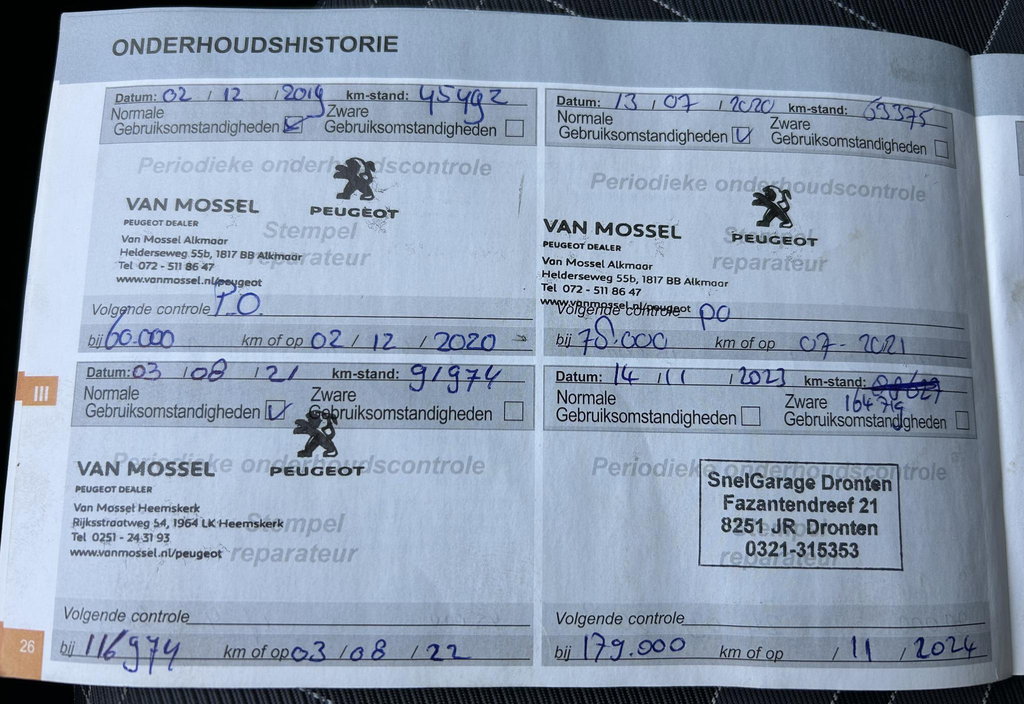 ONDERHOUDSHISTORIE
Datum: 02 / 12 / 2019 km-stand: 45492
Normale Zware
Gebruiksomstandigheden Gebruiksomstandigheden
Periodieke onderhoudscontrole
PEUGEOT
VAN MOSSEL
PEUGEOT DEALER
Stempel
Van Mossel Alkmaar
Helderseweg 55b, 1817 BB Alkmaar
reparateur
Tel 072 - 511 86 47
www.vanmossel.nl/peugeot
Volgende controle P.O.
bij 60.000 km of op 02 / 12 / 2020
Datum: 13 / 07 / 2020 km-stand: 63375
Normale Zware
Gebruiksomstandigheden Gebruiksomstandigheden
Periodieke onderhoudscontrole
PEUGEOT
VAN MOSSEL
PEUGEOT DEALER
Stempel
Van Mossel Alkmaar
reparateur
Helderseweg 55b, 1817 BB Alkmaar
Tel 072 - 511 86 47
www.vanmossel.nl/peugeot
Volgende controle PO
bij 78.000 km of op 07 - 2021
III
Datum: 03 / 08 / 21 km-stand: 91974
Normale Zware
Gebruiksomstandigheden Gebruiksomstandigheden
Periodieke onderhoudscontrole
PEUGEOT
VAN MOSSEL
PEUGEOT DEALER
Van Mossel Heemskerk
Rijksstraatweg 54, 1964 LK Heemskerk
Stempel
Tel 0251 - 24 31 93
www.vanmossel.nl/peugeot
reparateur
Volgende controle
bij 116974 km of op 03 / 08 / 22
Datum: 14 / 11 / 2023 km-stand:
Normale Zware 164719
Gebruiksomstandigheden Gebruiksomstandigheden
Periodieke onderhoudscontrole
SnelGarage Dronten
Fazantendreef 21
8251 JR Dronten
0321-315353
Stempel
reparateur
Volgende controle
bij 179.000 km of op / 11 / 2024
26